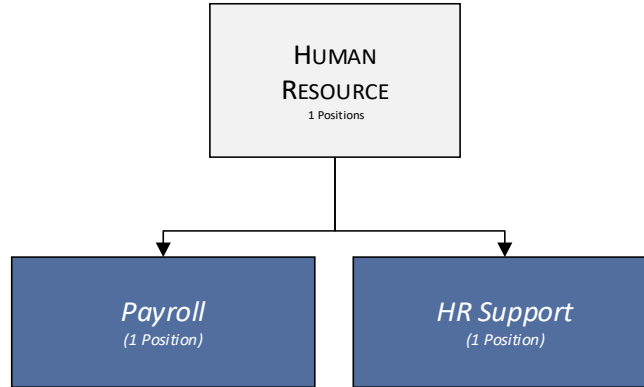 HUMAN
RESOURCE
1 Positions
Payroll
(1 Position)
HR Support
(1 Position)